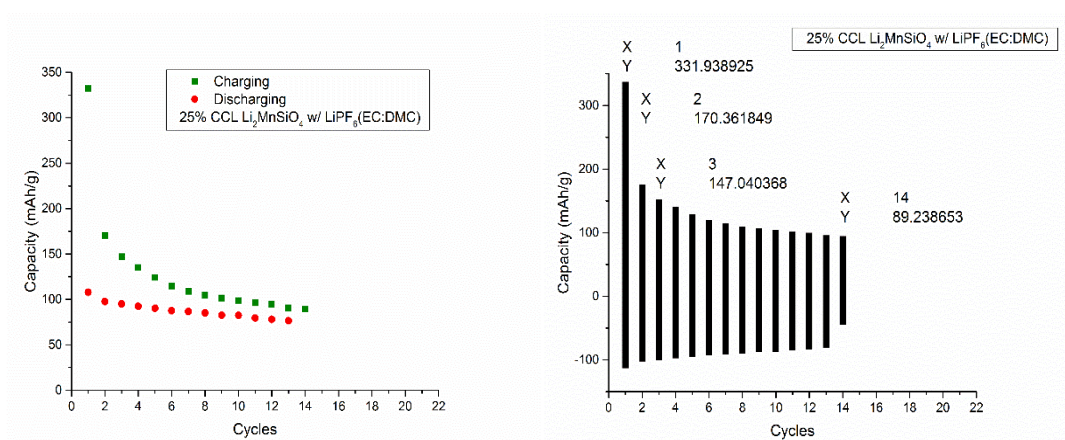 350
300
250
200
150
100
50
0
Capacity (mAh/g)
Charging
Discharging
25% CCL Li₂MnSiO₄ w/ LiPF₆(EC:DMC)
0 2 4 6 8 10 12 14 16 18 20 22
Cycles
25% CCL Li₂MnSiO₄ w/ LiPF₆(EC:DMC)
X 1
Y 331.938925
X 2
Y 170.361849
X 3
Y 147.040368
X 14
Y 89.238653
300
200
100
0
-100
Capacity (mAh/g)
0 2 4 6 8 10 12 14 16 18 20 22
Cycles